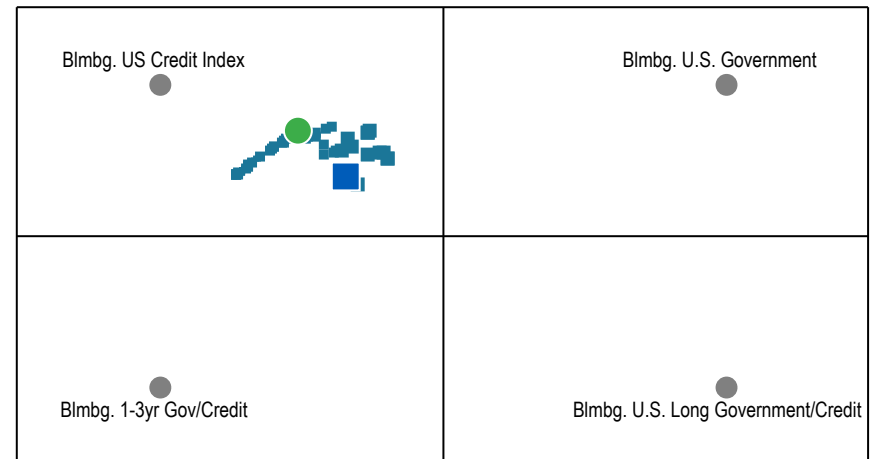 Blmbg. US Credit Index
Blmbg. U.S. Government
Blmbg. 1-3yr Gov/Credit
Blmbg. U.S. Long Government/Credit